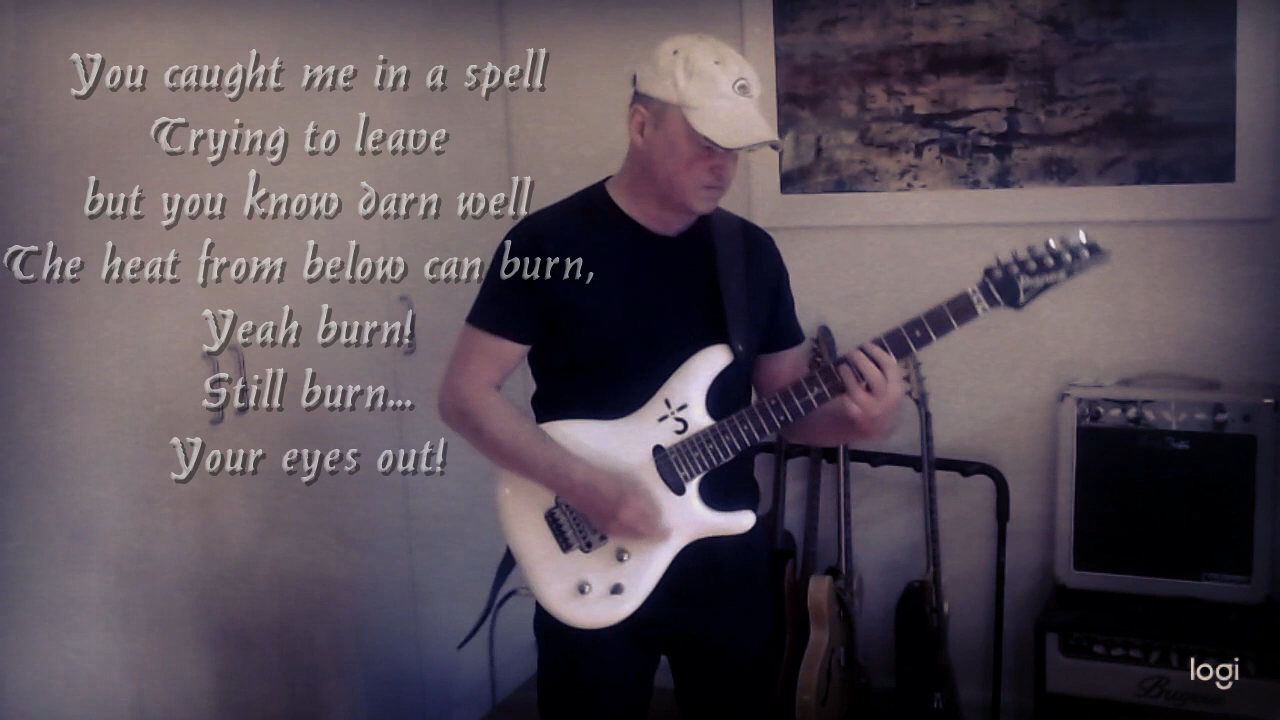 You caught me in a spell
Trying to leave
but you know darn well
The heat from below can burn,
Yeah burn!
Still burn...
Your eyes out!
logi